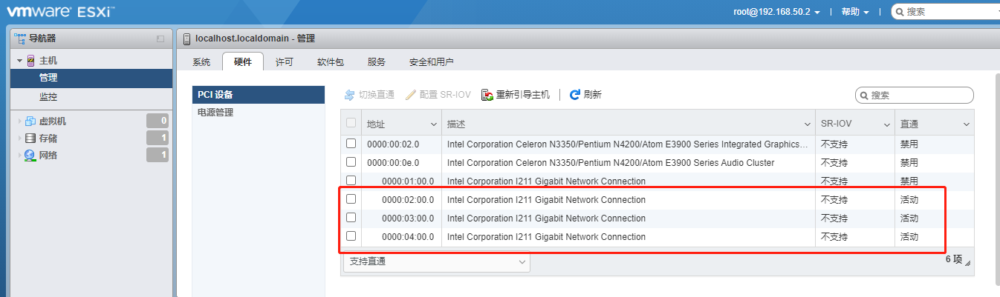 vmware ESXi™ root@192.168.50.2 | 帮助 | 搜索
导航器
主机
管理
监控
虚拟机 0
存储 1
网络 1
localhost.localdomain - 管理
系统 硬件 许可 软件包 服务 安全和用户
PCI 设备
电源管理
切换直通 配置 SR-IOV 重新引导主机 刷新 搜索
地址 描述 SR-IOV 直通
0000:00:02.0 Intel Corporation Celeron N3350/Pentium N4200/Atom E3900 Series Integrated Graphics... 不支持 禁用
0000:00:0e.0 Intel Corporation Celeron N3350/Pentium N4200/Atom E3900 Series Audio Cluster 不支持 禁用
0000:01:00.0 Intel Corporation I211 Gigabit Network Connection 不支持 禁用
0000:02:00.0 Intel Corporation I211 Gigabit Network Connection 不支持 活动
0000:03:00.0 Intel Corporation I211 Gigabit Network Connection 不支持 活动
0000:04:00.0 Intel Corporation I211 Gigabit Network Connection 不支持 活动
支持直通 6 项